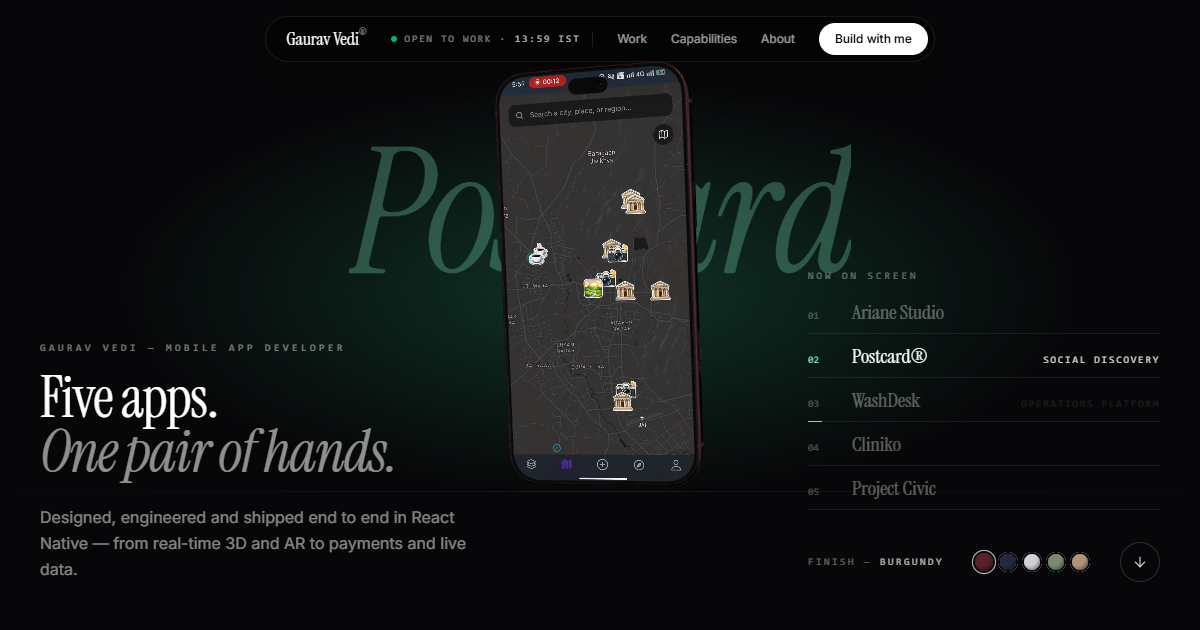 Gaurav Vedi®
OPEN TO WORK · 13:59 IST
Work
Capabilities
About
Build with me
00:12
4G
Search a city, place, or region...
Postcard
NOW ON SCREEN
01 Ariane Studio
02 Postcard® SOCIAL DISCOVERY
03 WashDesk OPERATIONS PLATFORM
04 Cliniko
05 Project Civic
GAURAV VEDI — MOBILE APP DEVELOPER
Five apps.
One pair of hands.
Designed, engineered and shipped end to end in React
Native — from real-time 3D and AR to payments and live
data.
FINISH — BURGUNDY